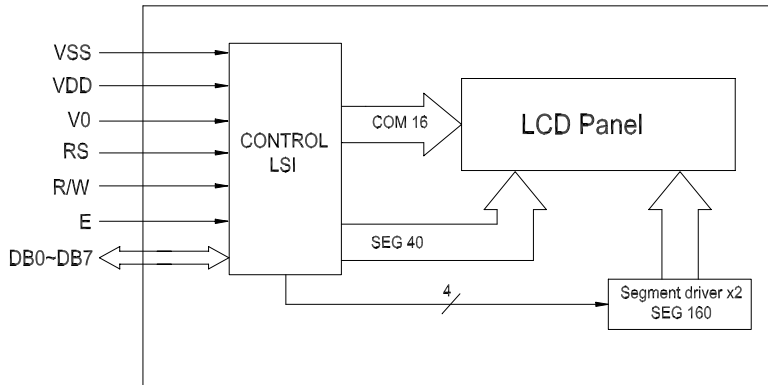 VSS
VDD
V0
RS
R/W
E
DB0~DB7
CONTROL
LSI
COM 16
SEG 40
LCD Panel
4
Segment driver x2
SEG 160